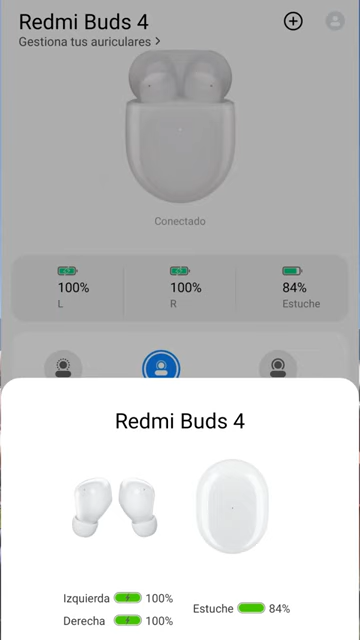 Redmi Buds 4
Gestiona tus auriculares >
Conectado
100% 100% 84%
L R Estuche
Redmi Buds 4
Izquierda 100%
Derecha 100%
Estuche 84%